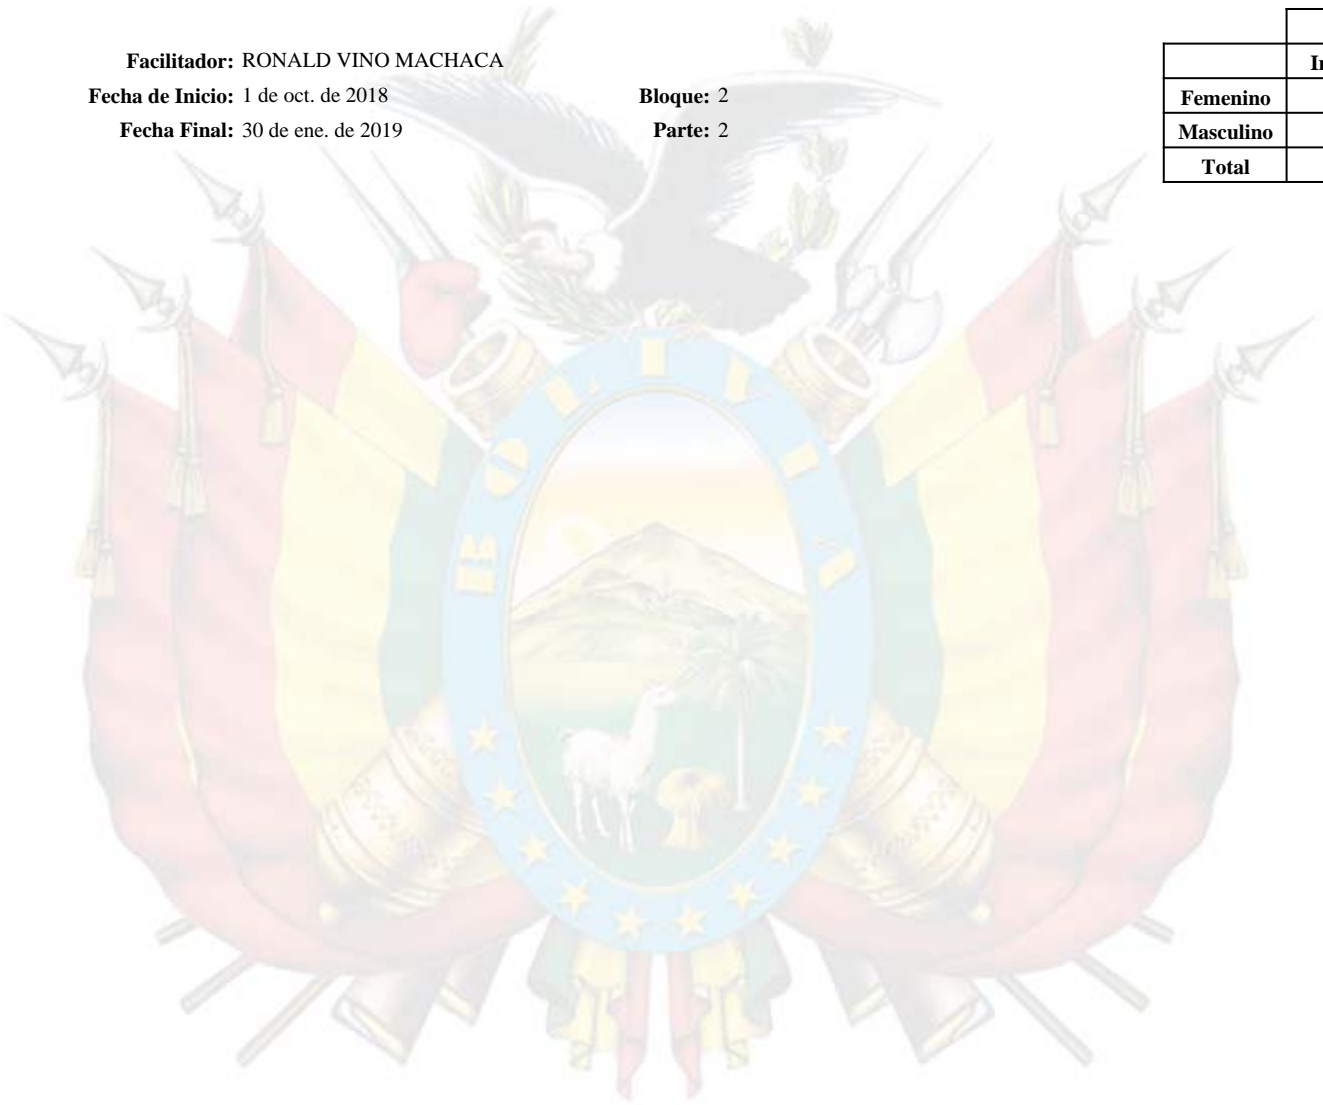 Facilitador: RONALD VINO MACHACA
Fecha de Inicio: 1 de oct. de 2018 Bloque: 2
Fecha Final: 30 de ene. de 2019 Parte: 2
Femenino
Masculino
Total
BOLIVIA